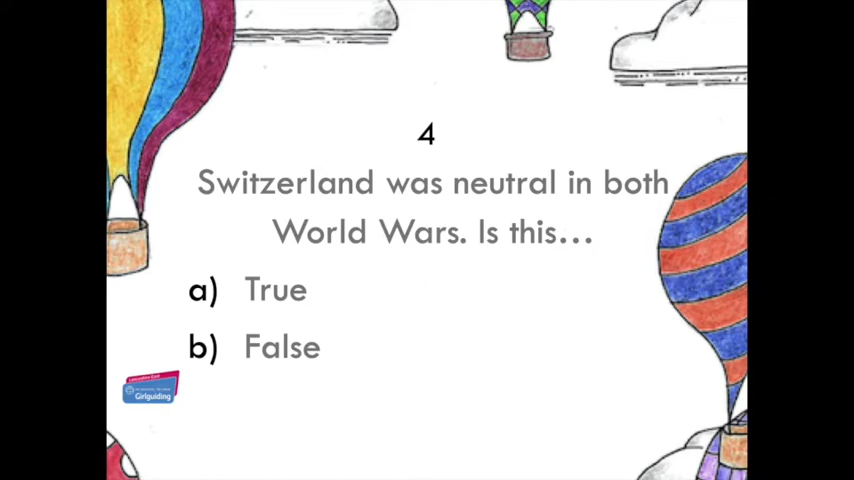 4
Switzerland was neutral in both
World Wars. Is this…
a) True
b) False
Girlguiding